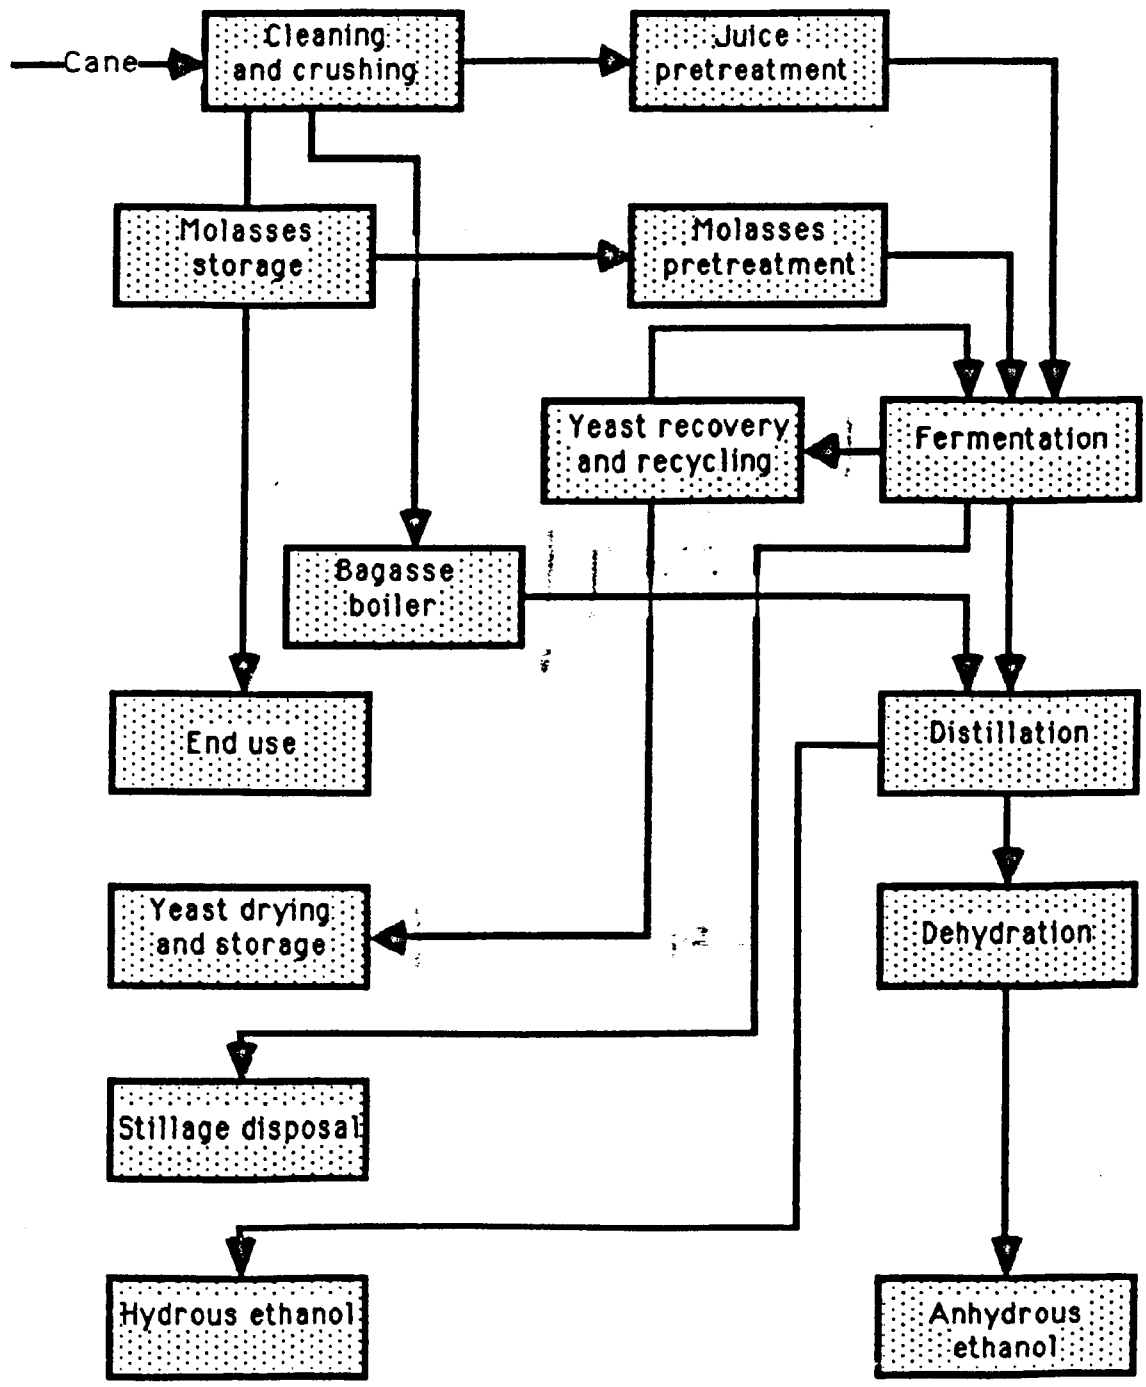 Cane
Cleaning
and crushing
Juice
pretreatment
Molasses
storage
Molasses
pretreatment
Yeast recovery
and recycling
Fermentation
Bagasse
boiler
End use
Distillation
Yeast drying
and storage
Dehydration
Stillage disposal
Hydrous ethanol
Anhydrous
ethanol